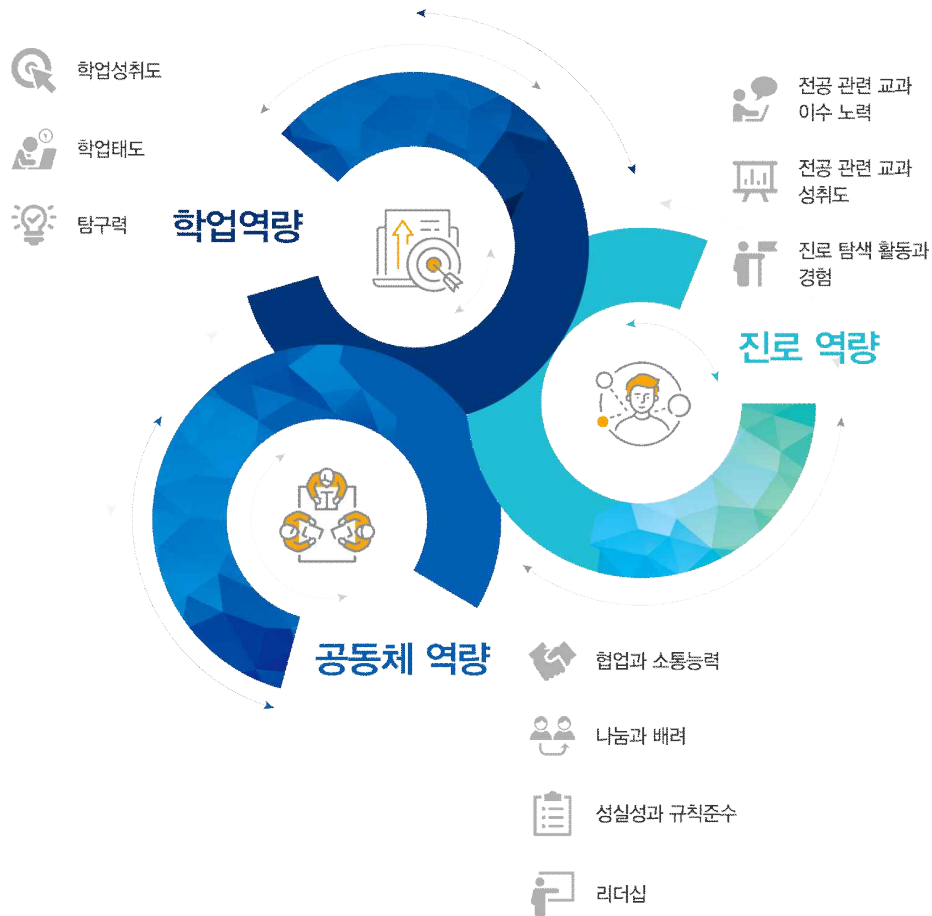 학업성취도
학업태도
탐구력
학업역량
전공 관련 교과
이수 노력
전공 관련 교과
성취도
진로 탐색 활동과
경험
진로 역량
공동체 역량
협업과 소통능력
나눔과 배려
성실성과 규칙준수
리더십